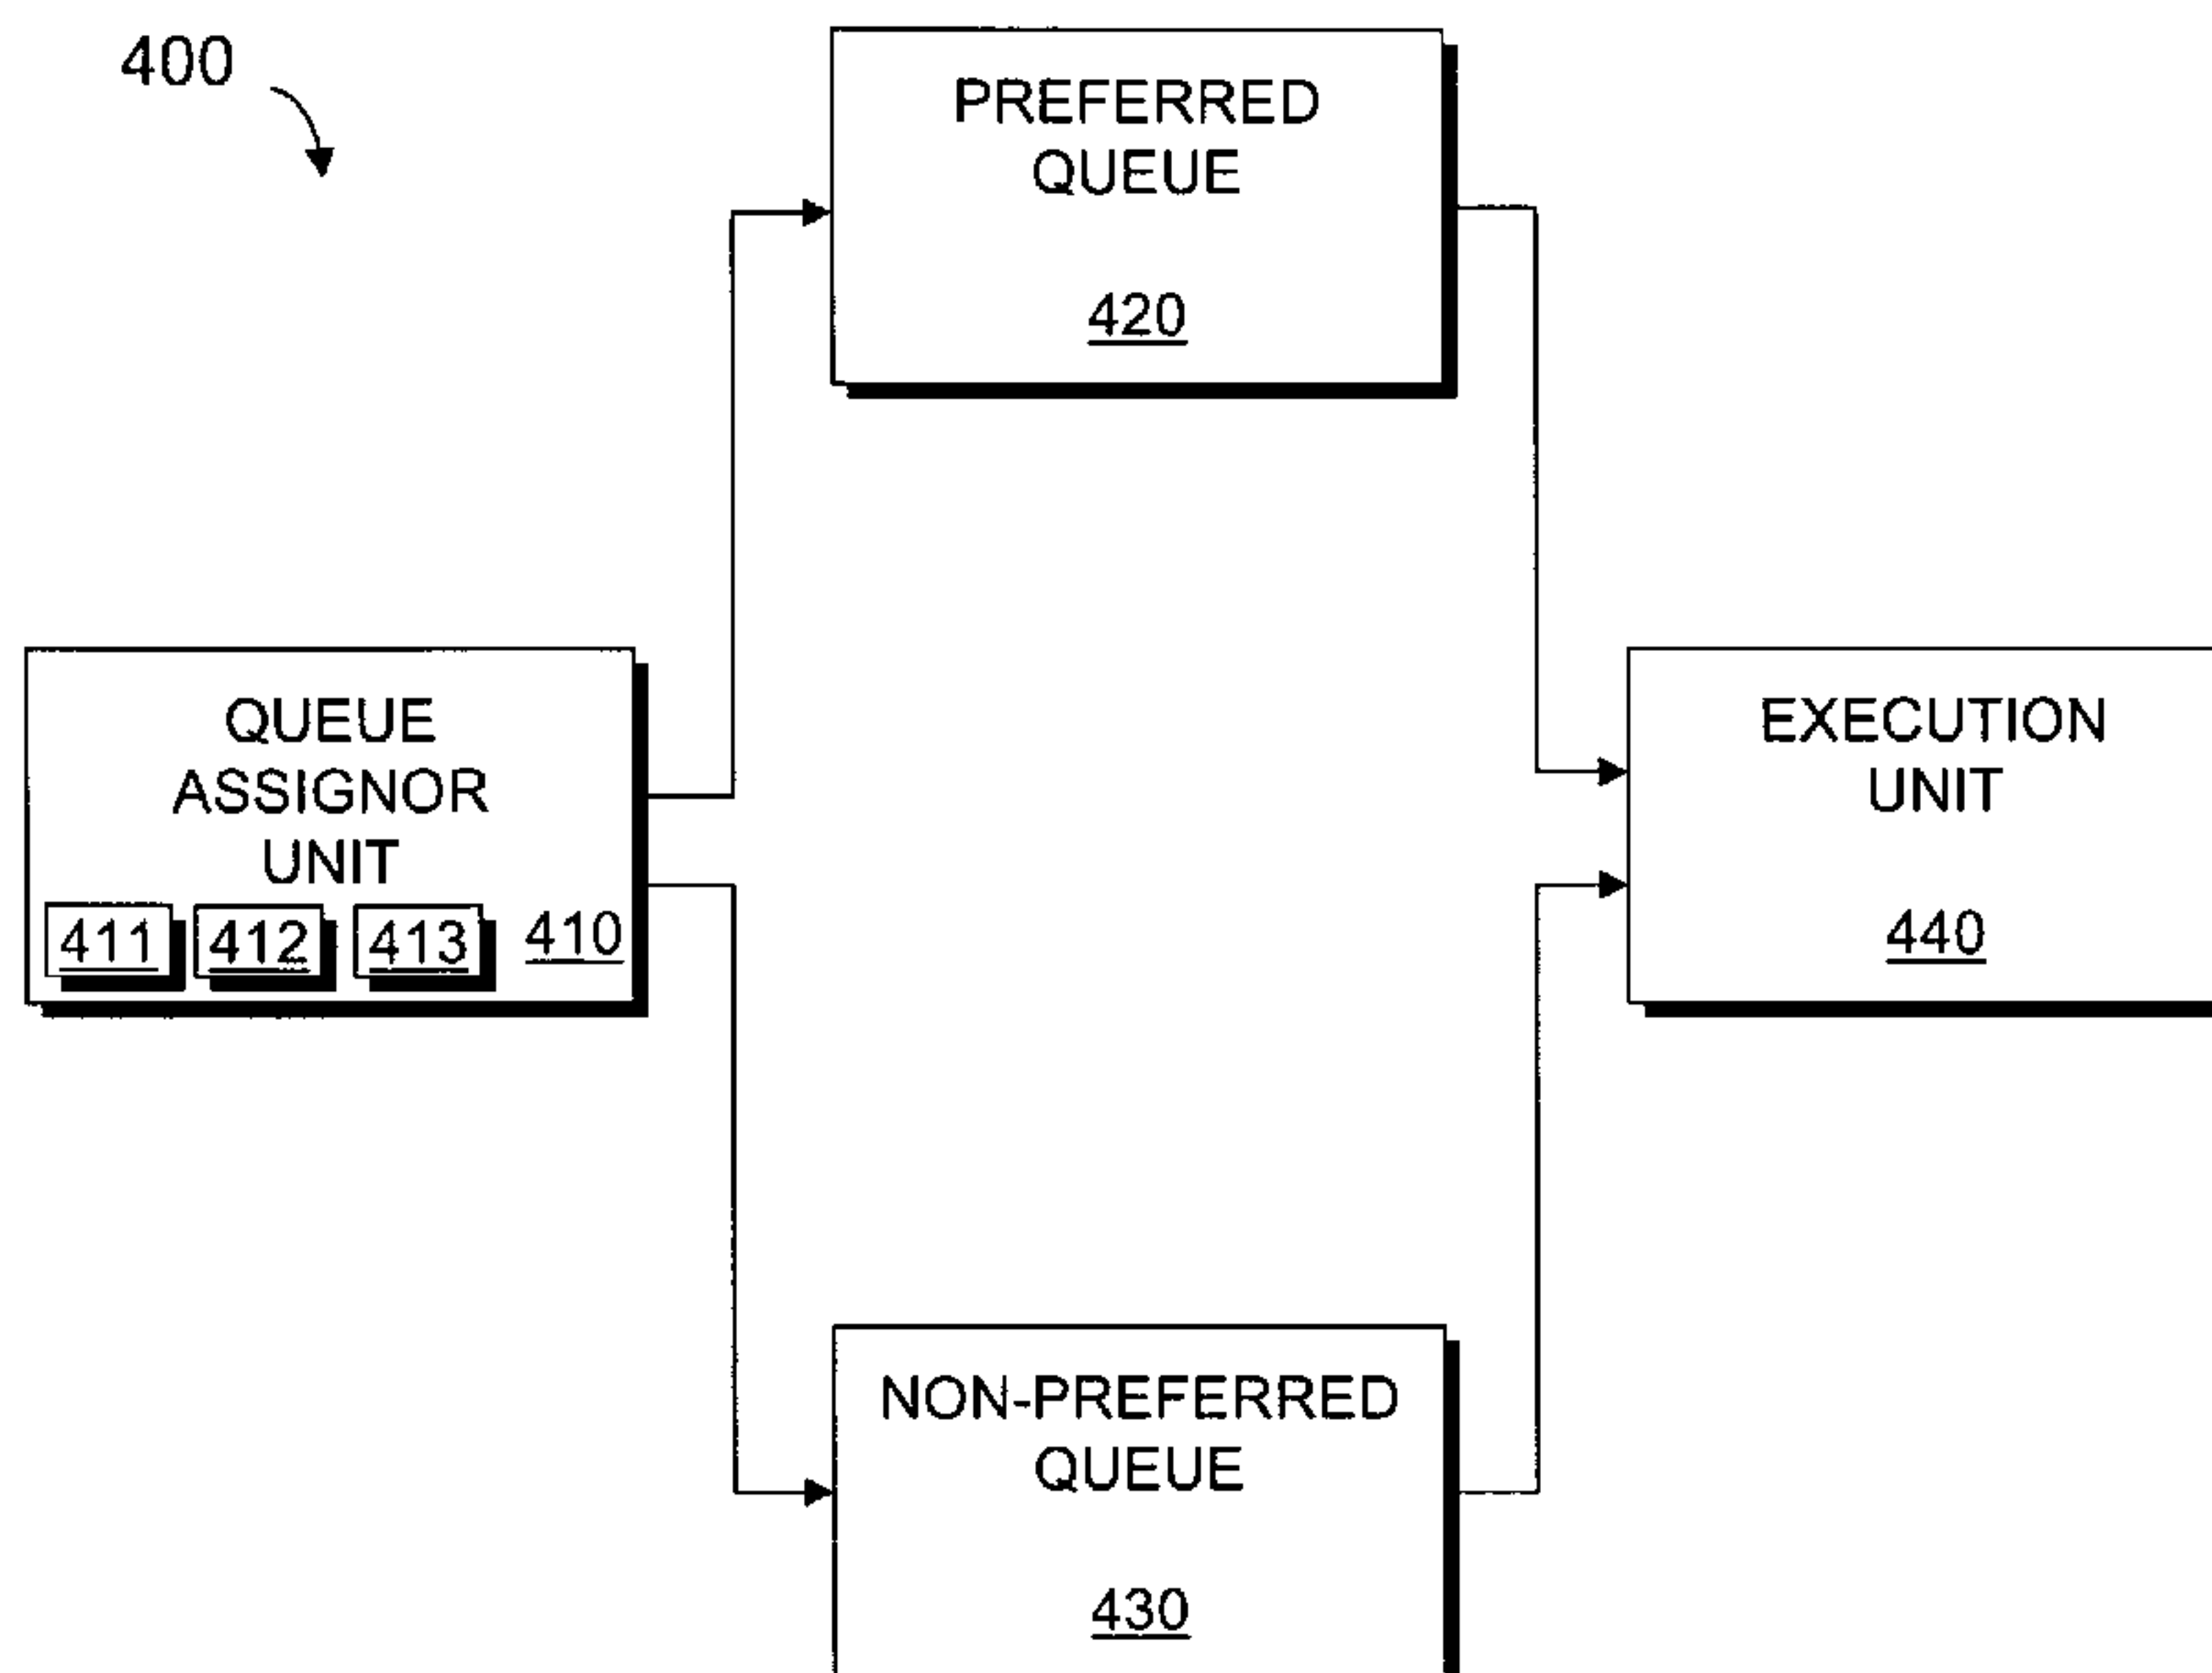 400
PREFERRED
QUEUE
420
QUEUE
ASSIGNOR
UNIT
411 412 413 410
EXECUTION
UNIT
440
NON-PREFERRED
QUEUE
430